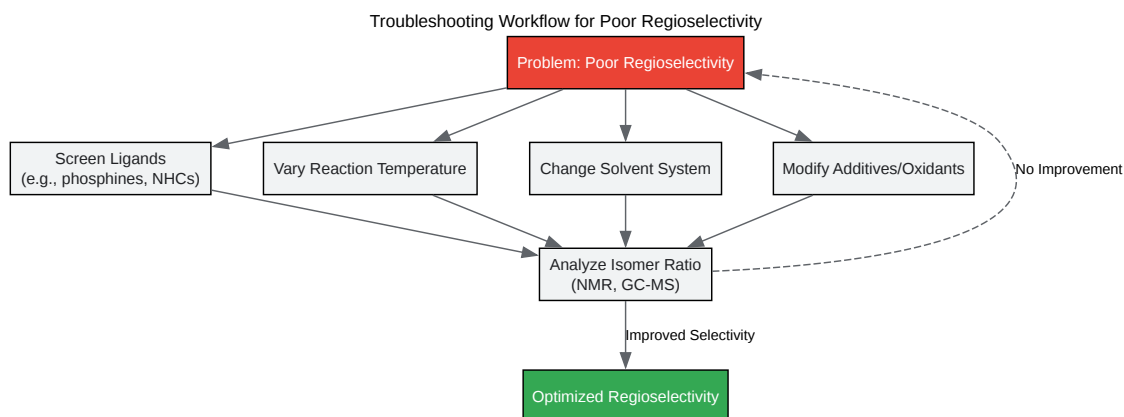 Troubleshooting Workflow for Poor Regioselectivity
Problem: Poor Regioselectivity
Screen Ligands
(e.g., phosphines, NHCs)
Vary Reaction Temperature
Change Solvent System
Modify Additives/Oxidants
No Improvement
Analyze Isomer Ratio
(NMR, GC-MS)
Improved Selectivity
Optimized Regioselectivity